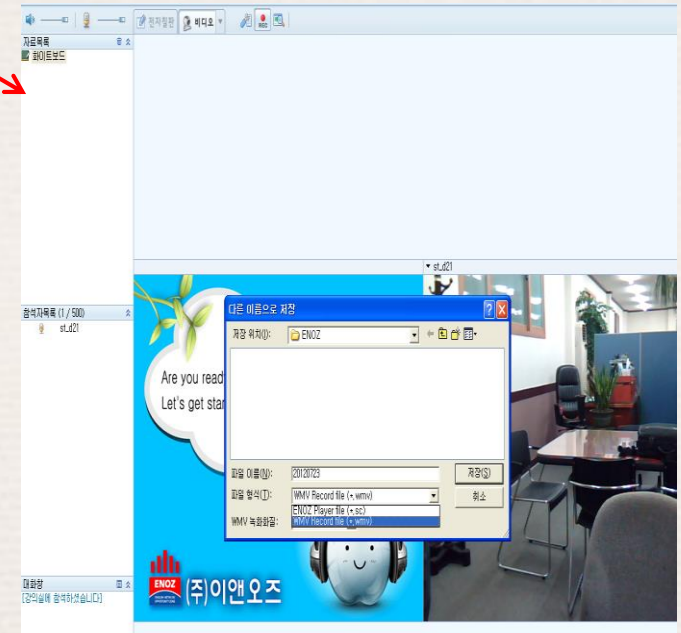 전자칠판 비디오 REC
자료목록
화이트보드
▼ st_d21
참석자목록 (1 / 500)
st_d21
다른 이름으로 저장
저장 위치(I): ENOZ
Are you read
Let's get star
파일 이름(N): 20120723 저장(S)
파일 형식(T): WMV Record file (*.wmv) 취소
ENOZ Player file (*.sc)
WMV 녹화화질: WMV Record file (*.wmv)
ENOZ (주)이앤오즈
대화창
[강의실에 참석하셨습니다]